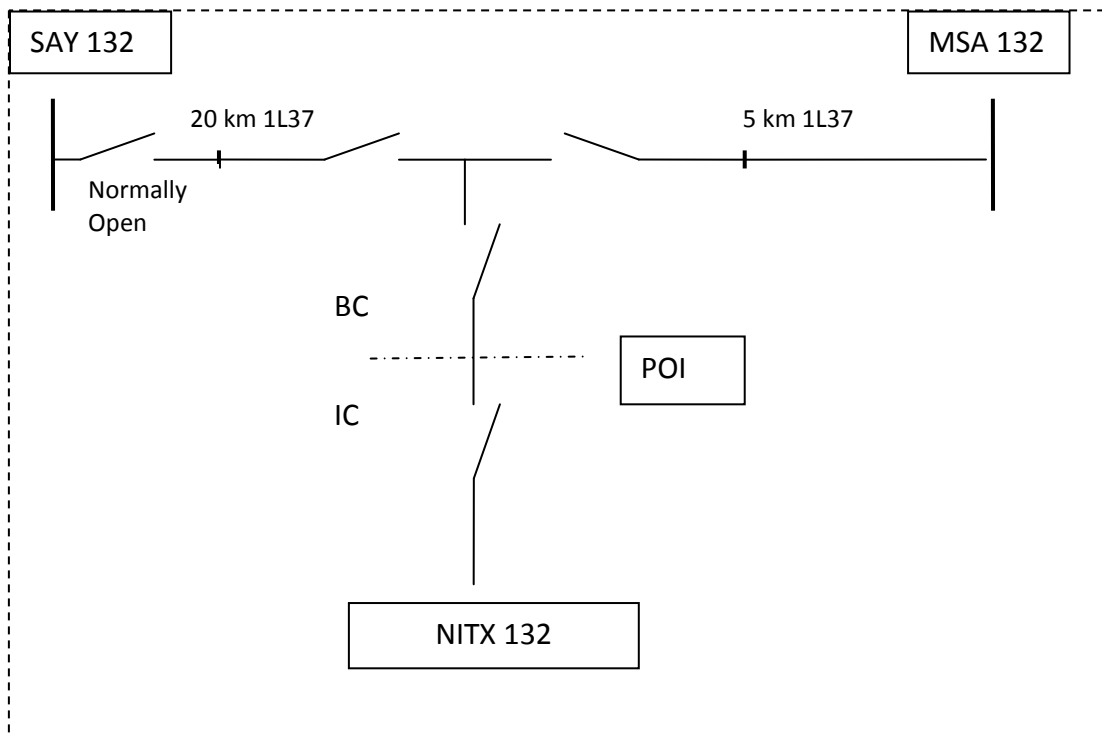 SAY 132
MSA 132
20 km 1L37
5 km 1L37
Normally
Open
BC
POI
IC
NITX 132